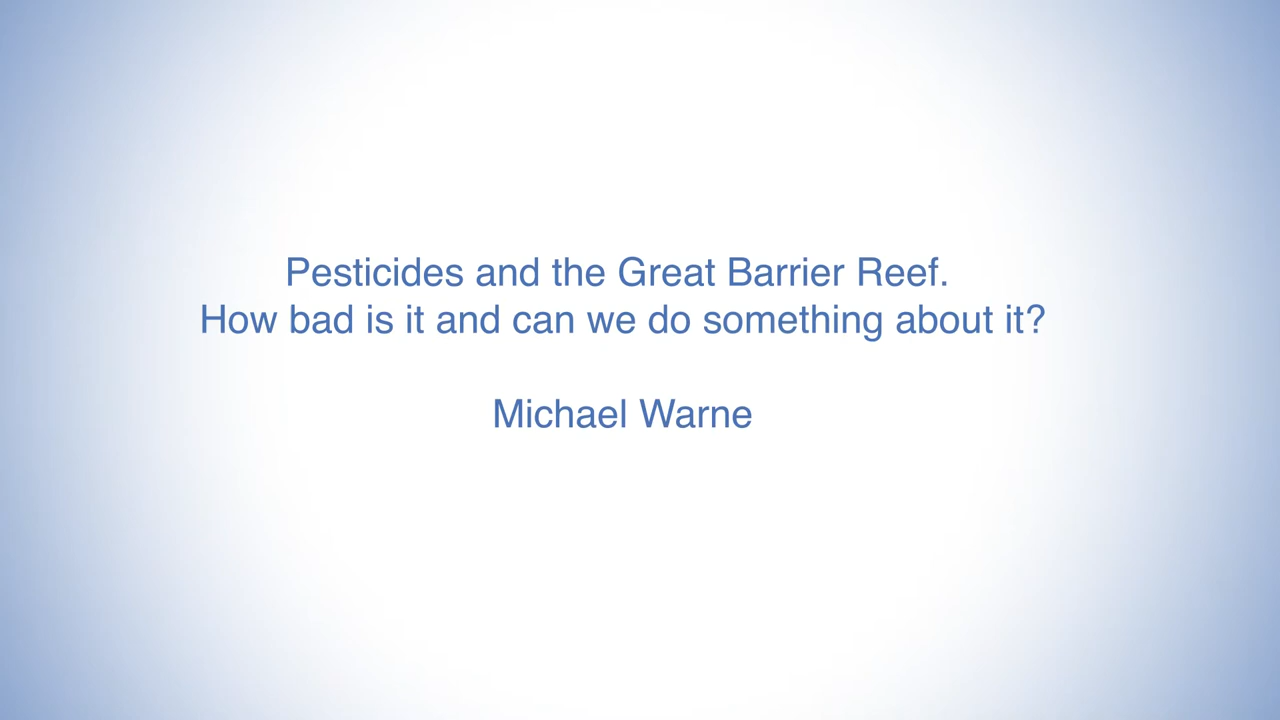 Pesticides and the Great Barrier Reef.
How bad is it and can we do something about it?
Michael Warne